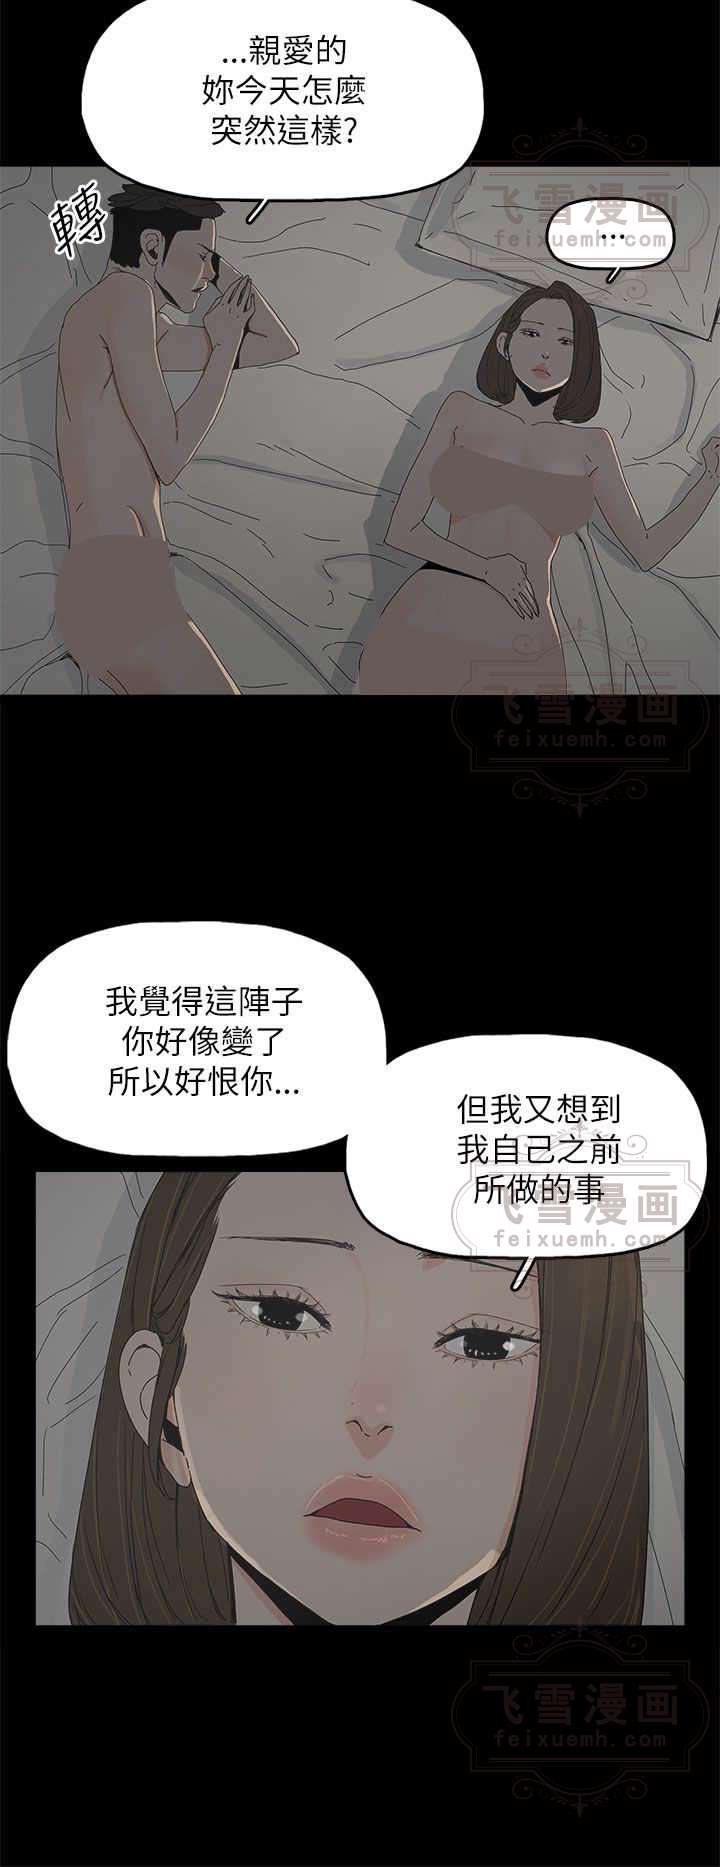 …親愛的
妳今天怎麼
突然這樣?
轉
…
飞雪漫画
feixuemh.com
飞雪漫画
feixuemh.com
我覺得這陣子
你好像變了
所以好恨你…
但我又想到
我自己之前
所做的事
飞雪漫画
feixuemh.com
飞雪漫画
feixuemh.com